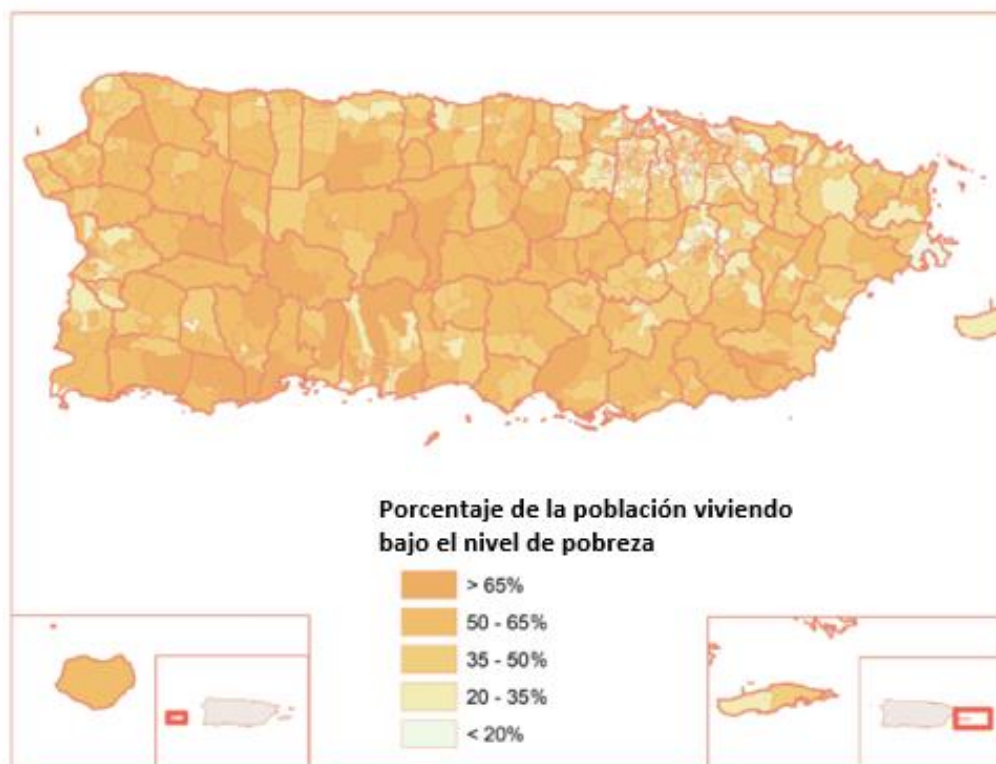 Porcentaje de la población viviendo
bajo el nivel de pobreza
> 65%
50 - 65%
35 - 50%
20 - 35%
< 20%